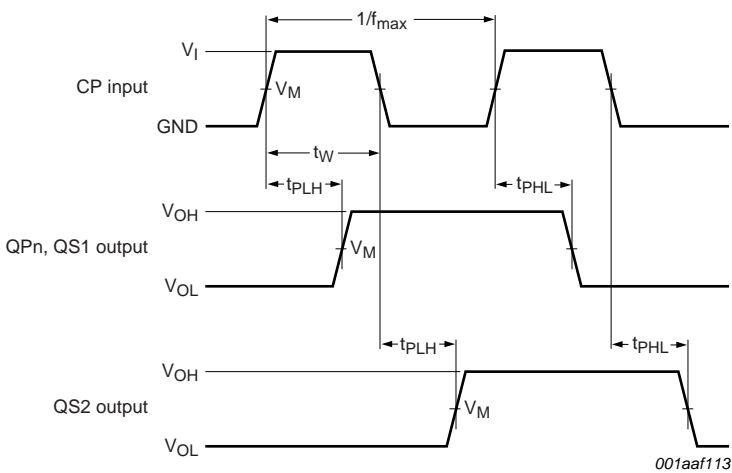 1/fmax
VI
CP input
VM
GND
tW
tPLH
tPHL
VOH
QPn, QS1 output
VM
VOL
tPLH
tPHL
VOH
QS2 output
VM
VOL
001aaf113